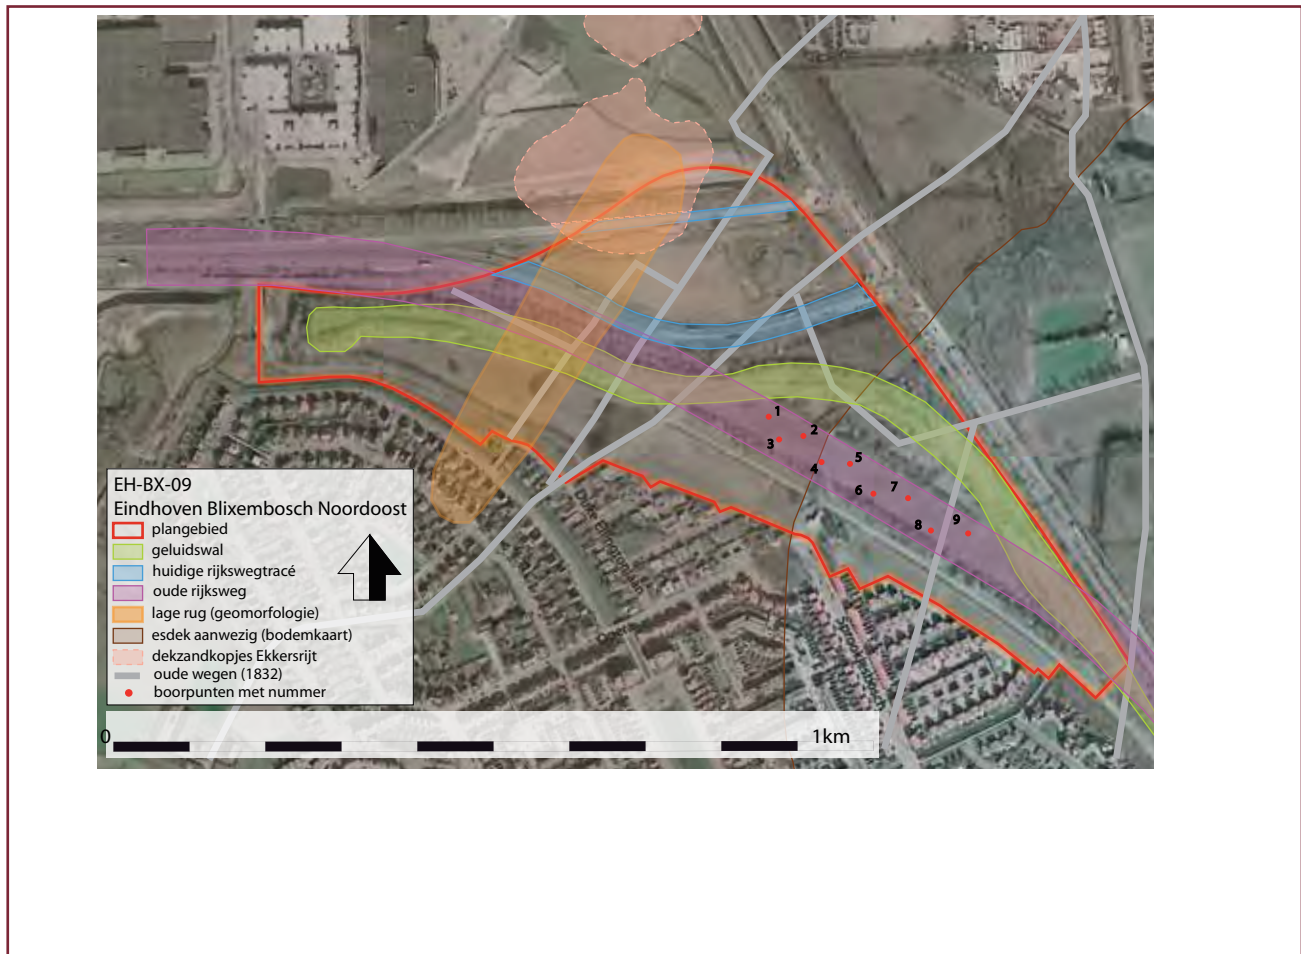 1
2
3
4
5
6
7
8
9
EH-BX-09
Eindhoven Blixembosch Noordoost
plangebied
geluidswal
huidige rijkswegtracé
oude rijksweg
lage rug (geomorfologie)
esdek aanwezig (bodemkaart)
dekzandkopjes Ekkersrijt
oude wegen (1832)
boorpunten met nummer
0
1km